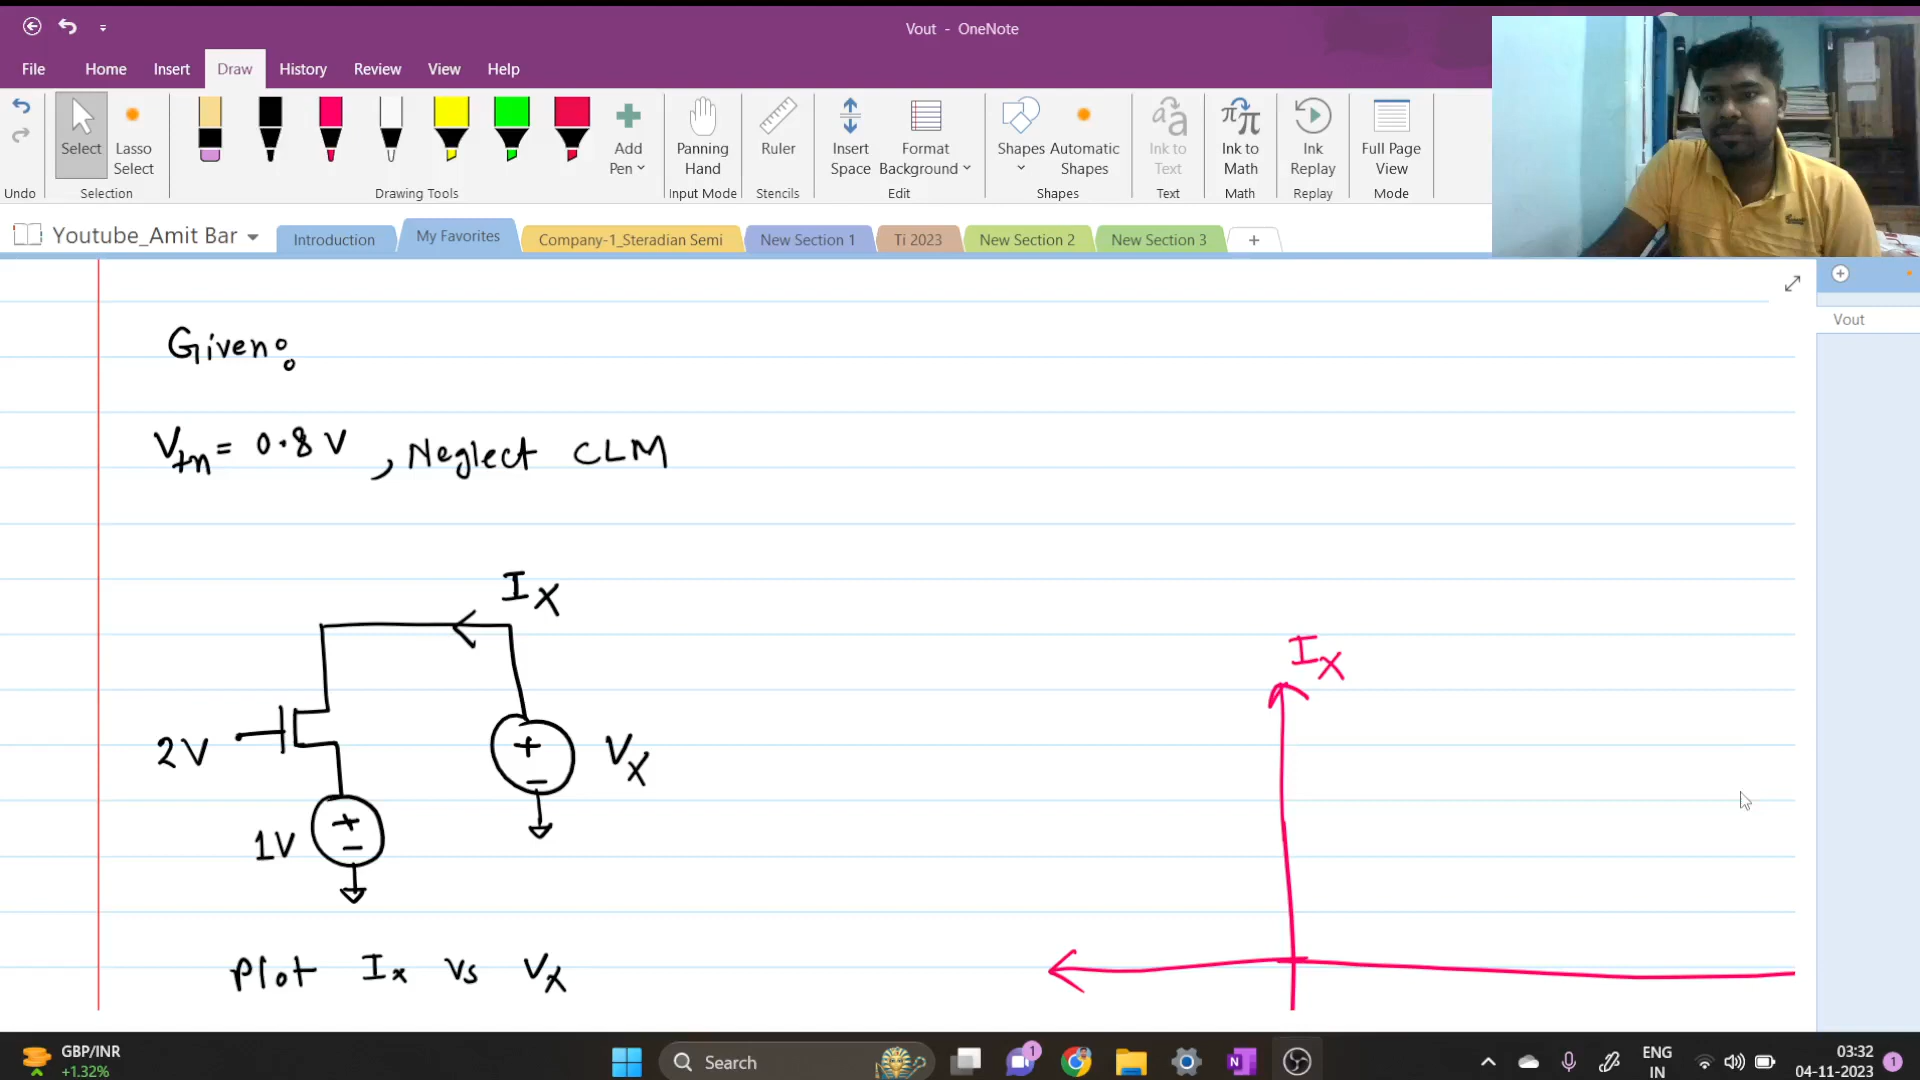 Vout - OneNote
File Home Insert Draw History Review View Help
Select
Lasso Select
Add Pen
Panning Hand
Ruler
Insert Space
Format Background
Shapes
Automatic Shapes
Ink to Text
Ink to Math
Ink Replay
Full Page View
Undo Selection Drawing Tools Input Mode Stencils Edit Shapes Text Math Replay Mode
Youtube_Amit Bar Introduction My Favorites Company-1_Steradian Semi New Section 1 Ti 2023 New Section 2 New Section 3
Vout
Given:
Vtn = 0.8 V , Neglect CLM
Ix
Ix
2V
+
-
Vx
1V
+
-
Plot Ix vs Vx
GBP/INR
+1.32%
Search
1
ENG
IN
03:32
04-11-2023
1